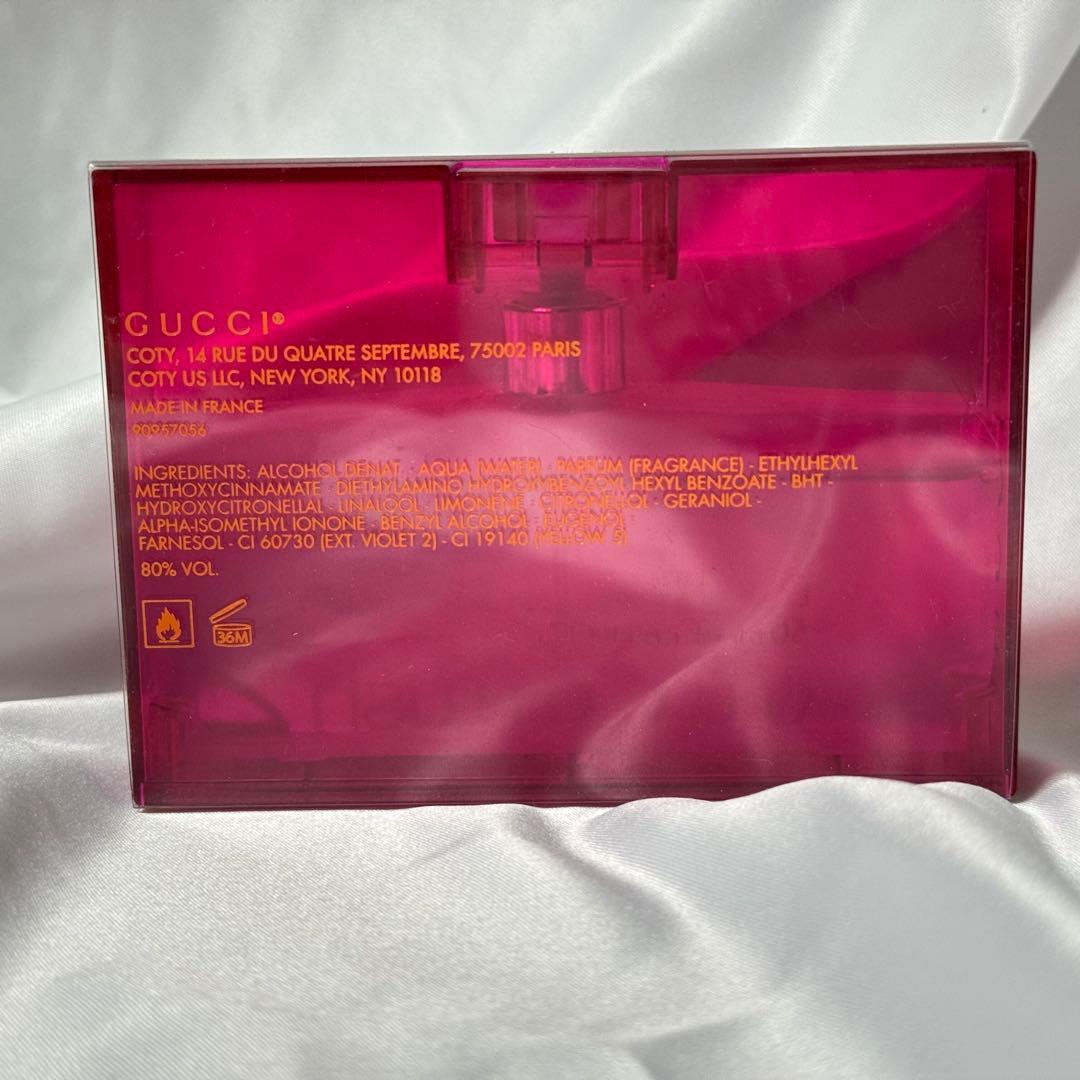 GUCCI®
COTY, 14 RUE DU QUATRE SEPTEMBRE, 75002 PARIS
COTY US LLC, NEW YORK, NY 10118
MADE IN FRANCE
90957056
INGREDIENTS: ALCOHOL DENAT. - AQUA (WATER) - PARFUM (FRAGRANCE) - ETHYLHEXYL
METHOXYCINNAMATE - DIETHYLAMINO HYDROXYBENZOYL HEXYL BENZOATE - BHT -
HYDROXYCITRONELLAL - LINALOOL - LIMONENE - CITRONELLOL - GERANIOL -
ALPHA-ISOMETHYL IONONE - BENZYL ALCOHOL - EUGENOL
FARNESOL - CI 60730 (EXT. VIOLET 2) - CI 19140 (YELLOW 5)
80% VOL.
36M